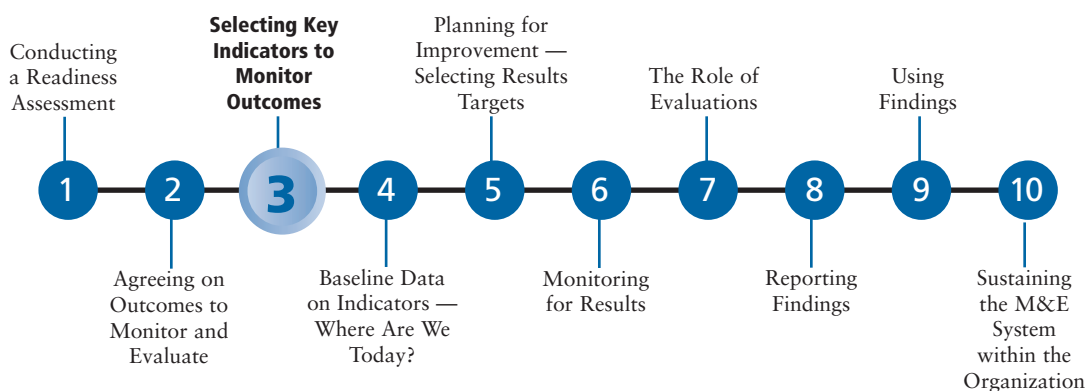 Conducting
a Readiness
Assessment
Selecting Key
Indicators to
Monitor
Outcomes
Planning for
Improvement —
Selecting Results
Targets
The Role of
Evaluations
Using
Findings
1
2
3
4
5
6
7
8
9
10
Agreeing on
Outcomes to
Monitor and
Evaluate
Baseline Data
on Indicators —
Where Are We
Today?
Monitoring
for Results
Reporting
Findings
Sustaining
the M&E
System
within the
Organization